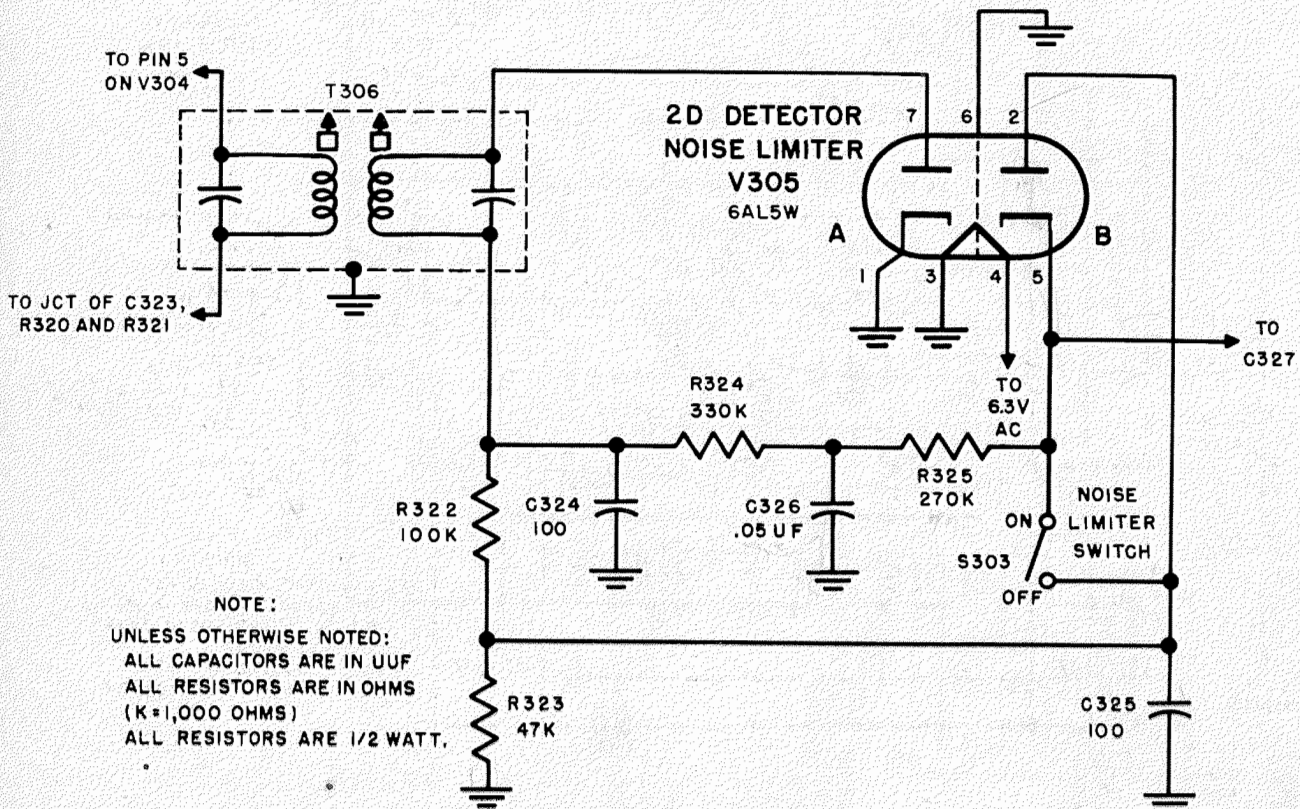 TO PIN 5
ON V304
T306
TO JCT OF C323,
R320 AND R321
2D DETECTOR
NOISE LIMITER
V305
6AL5W
7
6
2
A
B
1
3
4
5
TO
6.3V
AC
TO
C327
R324
330K
R325
270K
R322
100K
C324
100
C326
.05UF
NOISE
LIMITER
SWITCH
ON
S303
OFF
R323
47K
C325
100
NOTE:
UNLESS OTHERWISE NOTED:
ALL CAPACITORS ARE IN UUF
ALL RESISTORS ARE IN OHMS
(K=1,000 OHMS)
ALL RESISTORS ARE 1/2 WATT.